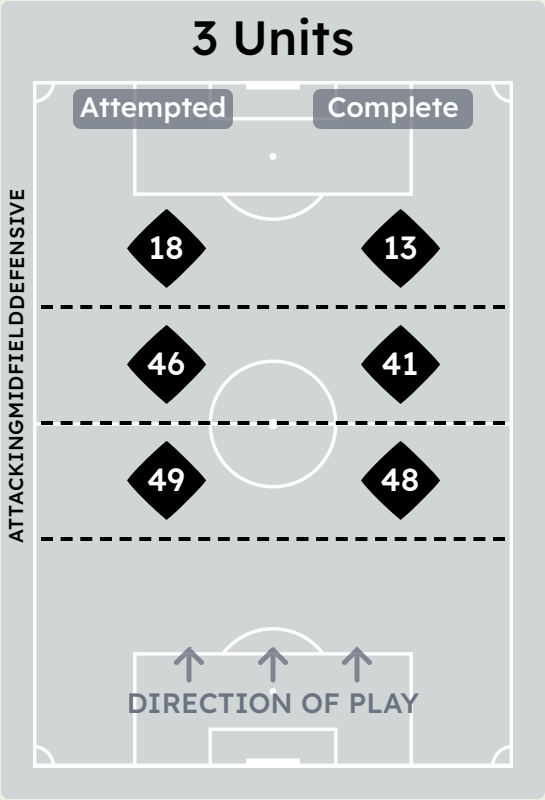 3 Units
Attempted Complete
ATTACKINGMIDFIELDDEFENSIVE
18 13
46 41
49 48
DIRECTION OF PLAY